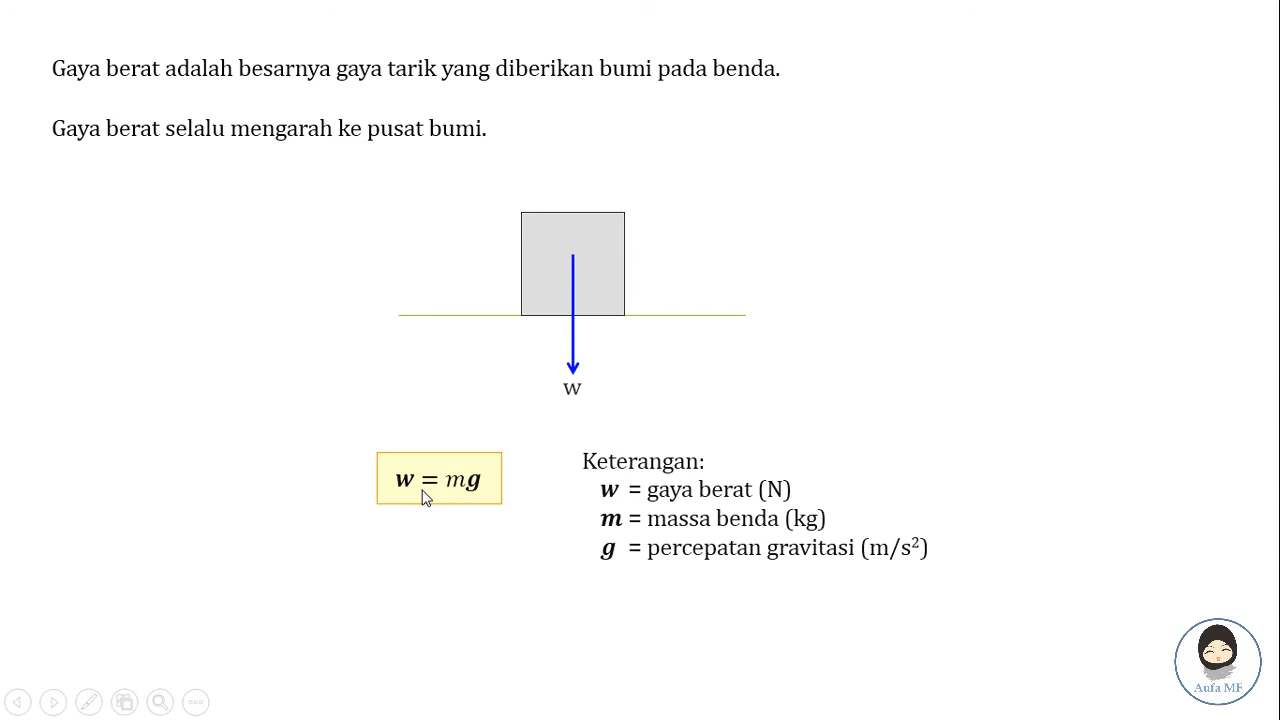 Gaya berat adalah besarnya gaya tarik yang diberikan bumi pada benda.
Gaya berat selalu mengarah ke pusat bumi.
w
w = mg
Keterangan:
w = gaya berat (N)
m = massa benda (kg)
g = percepatan gravitasi (m/s²)
Aufa MF